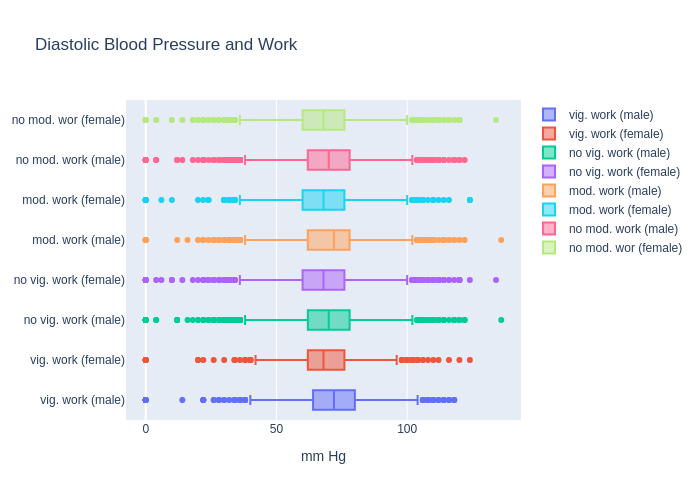 Diastolic Blood Pressure and Work
no mod. wor (female)
no mod. work (male)
mod. work (female)
mod. work (male)
no vig. work (female)
no vig. work (male)
vig. work (female)
vig. work (male)
0
50
100
mm Hg
vig. work (male)
vig. work (female)
no vig. work (male)
no vig. work (female)
mod. work (male)
mod. work (female)
no mod. work (male)
no mod. wor (female)